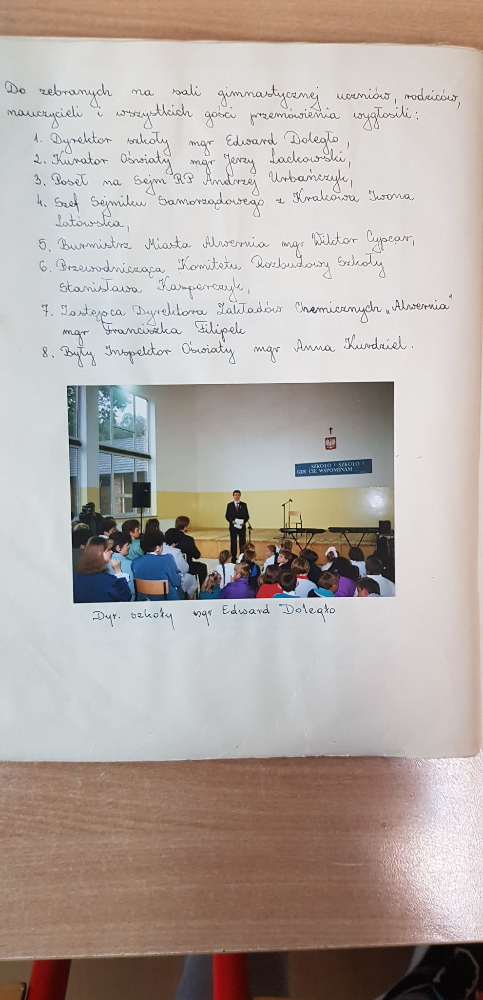 Do zebranych na sali gimnastycznej uczniów, rodziców,
nauczycieli i wszystkich gości przemówienia wygłosili:
1. Dyrektor szkoły mgr Edward Doległo,
2. Kurator Oświaty mgr Jerzy Lackowski,
3. Poseł na Sejm RP Andrzej Urbańczyk,
4. Szef Sejmiku Samorządowego z Krakowa Iwona
Latówska,
5. Burmistrz Miasta Alwernia mgr Wiktor Cypcar,
6. Przewodnicząca Komitetu Rozbudowy Szkoły
Stanisława Kasperczyk,
7. Zastępca Dyrektora Zakładów Chemicznych „Alwernia"
mgr Franciszka Filipek
8. Były Inspektor Oświaty mgr Anna Kurdziel.
SZKOŁO! SZKOŁO!
GDY CIĘ WSPOMINAM
Dyr. szkoły mgr Edward Doległo